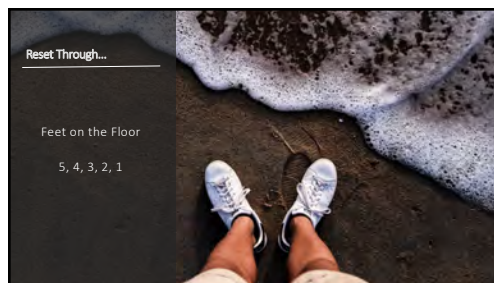 Reset Through...
Feet on the Floor
5, 4, 3, 2, 1